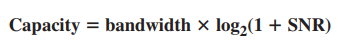 Capacity = bandwidth × log₂(1 + SNR)